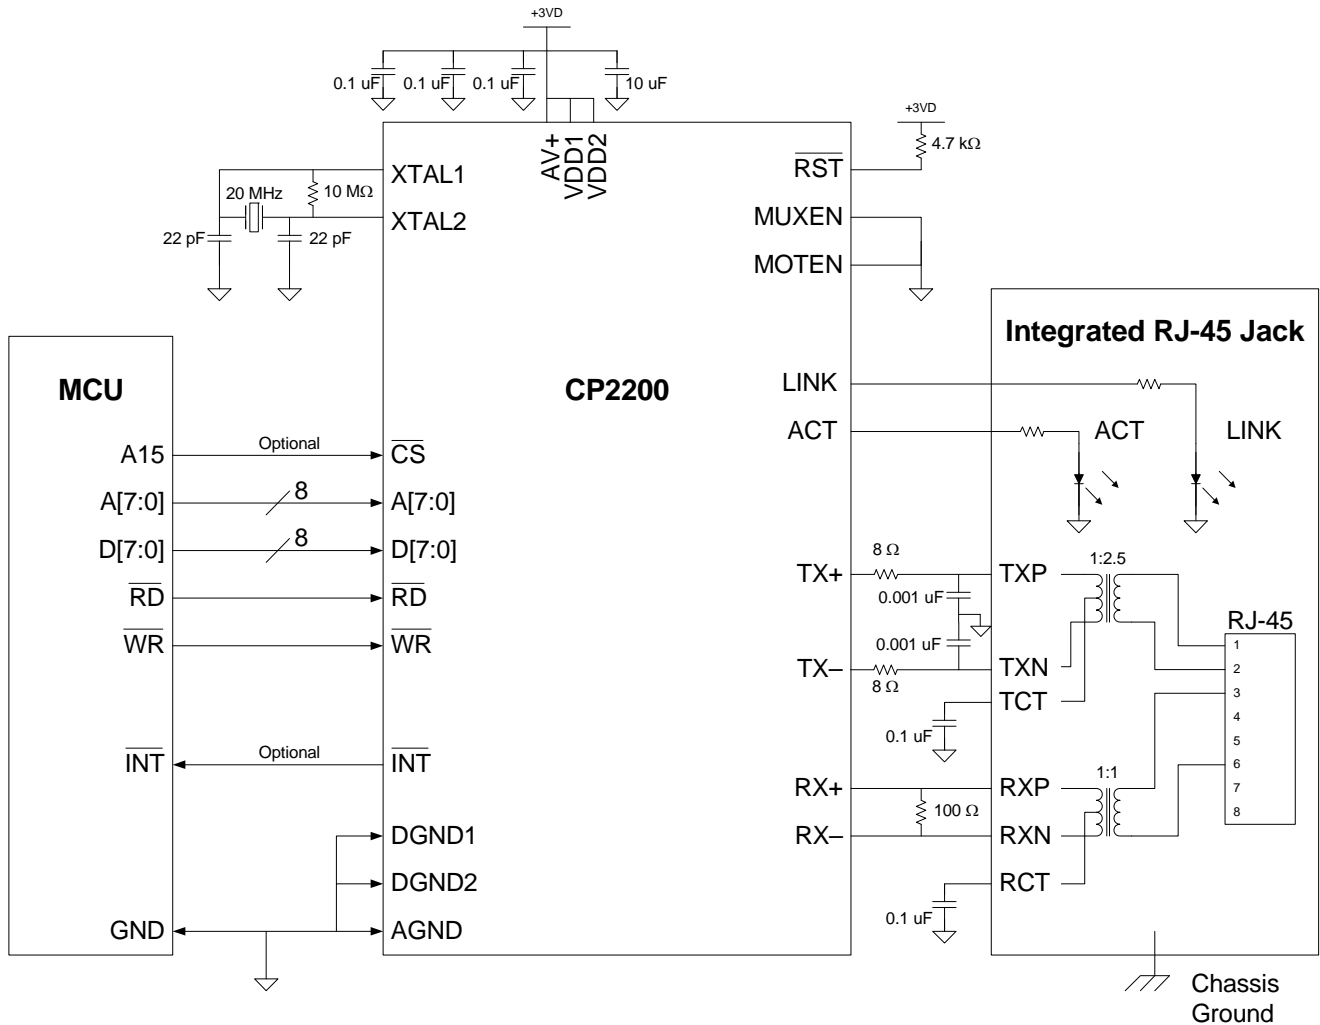 +3VD
0.1 uF
0.1 uF
0.1 uF
10 uF
AV+
VDD1
VDD2
+3VD
4.7 kΩ
XTAL1
RST
20 MHz
10 MΩ
XTAL2
MUXEN
22 pF
22 pF
MOTEN
Integrated RJ-45 Jack
MCU
CP2200
LINK
ACT
ACT
LINK
A15
Optional
CS
A[7:0]
8
A[7:0]
D[7:0]
8
D[7:0]
RD
RD
WR
WR
TX+
8 Ω
TXP
1:2.5
0.001 uF
0.001 uF
TX–
8 Ω
TXN
TCT
0.1 uF
RJ-45
1
2
3
4
5
6
7
8
INT
Optional
INT
RX+
RXP
1:1
100 Ω
RX–
RXN
RCT
0.1 uF
DGND1
DGND2
GND
AGND
Chassis
Ground